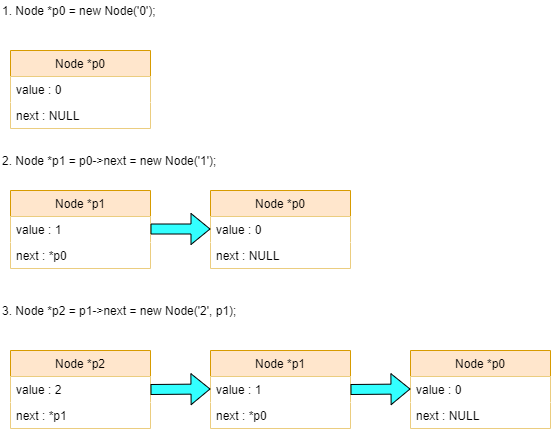 1. Node *p0 = new Node('0');
Node *p0
value : 0
next : NULL
2. Node *p1 = p0->next = new Node('1');
Node *p1
value : 1
next : *p0
Node *p0
value : 0
next : NULL
3. Node *p2 = p1->next = new Node('2', p1);
Node *p2
value : 2
next : *p1
Node *p1
value : 1
next : *p0
Node *p0
value : 0
next : NULL